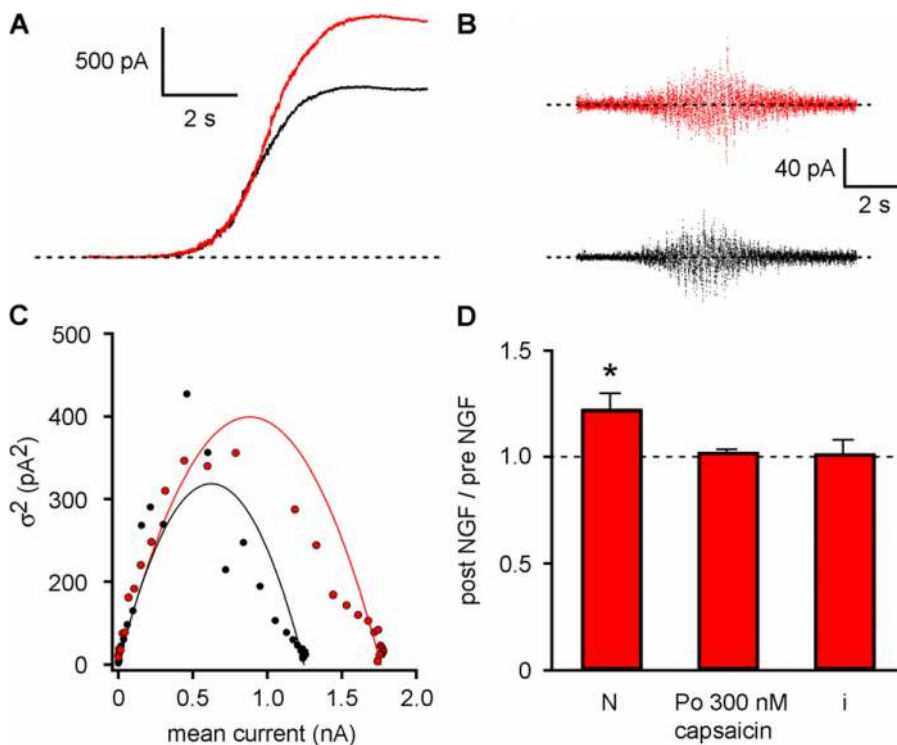 A
500 pA
2 s
B
40 pA
2 s
C
500
400
300
200
0
σ² (pA²)
0
0.5
1.0
1.5
2.0
mean current (nA)
D
1.5
1.0
0.5
0
post NGF / pre NGF
*
N
Po 300 nM
capsaicin
i